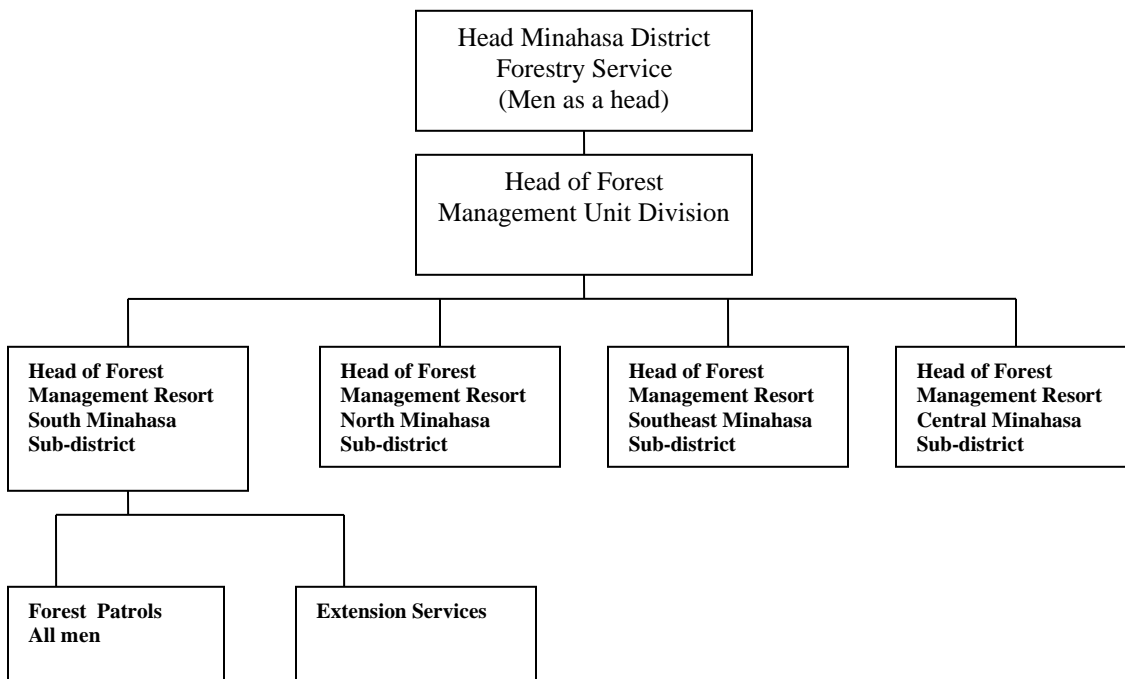 Head Minahasa District
Forestry Service
(Men as a head)
Head of Forest
Management Unit Division
Head of Forest
Management Resort
South Minahasa
Sub-district
Head of Forest
Management Resort
North Minahasa
Sub-district
Head of Forest
Management Resort
Southeast Minahasa
Sub-district
Head of Forest
Management Resort
Central Minahasa
Sub-district
Forest Patrols
All men
Extension Services